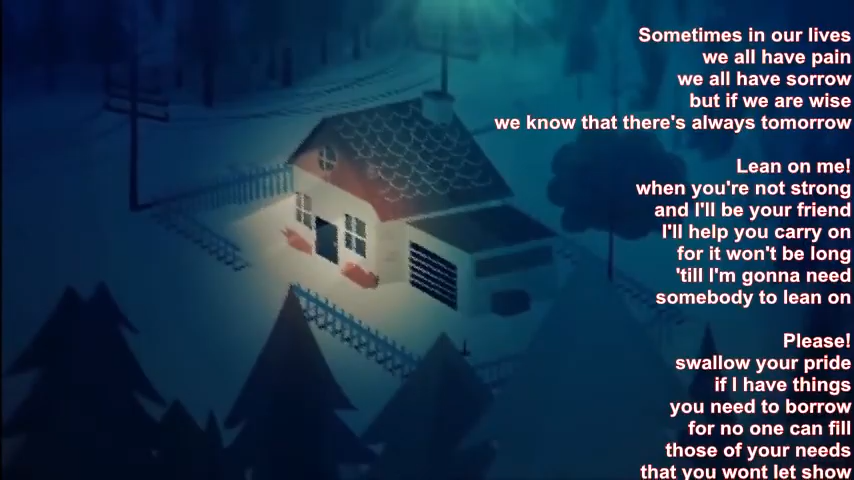 Sometimes in our lives
we all have pain
we all have sorrow
but if we are wise
we know that there's always tomorrow
Lean on me!
when you're not strong
and I'll be your friend
I'll help you carry on
for it won't be long
'till I'm gonna need
somebody to lean on
Please!
swallow your pride
if I have things
you need to borrow
for no one can fill
those of your needs
that you wont let show